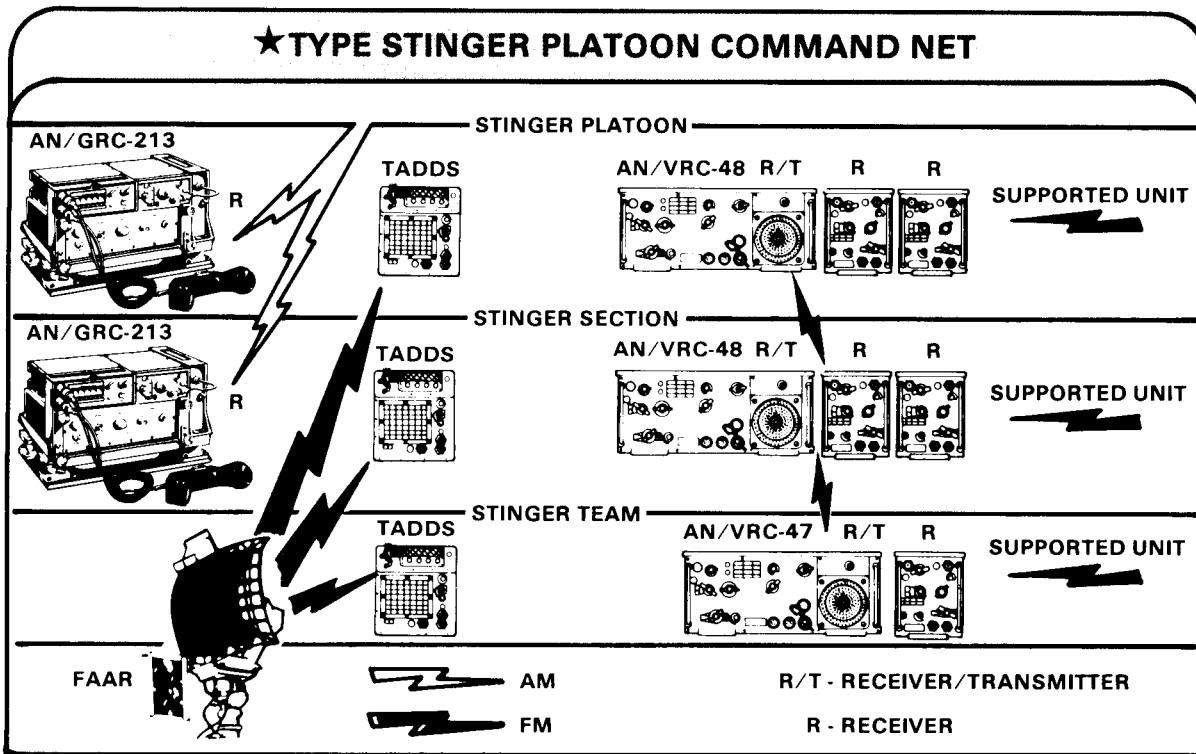 ★TYPE STINGER PLATOON COMMAND NET
STINGER PLATOON
AN/GRC-213
R
TADDS
AN/VRC-48 R/T R R
SUPPORTED UNIT
STINGER SECTION
AN/GRC-213
R
TADDS
AN/VRC-48 R/T R R
SUPPORTED UNIT
STINGER TEAM
TADDS
AN/VRC-47 R/T R
SUPPORTED UNIT
FAAR
AM
R/T - RECEIVER/TRANSMITTER
FM
R - RECEIVER